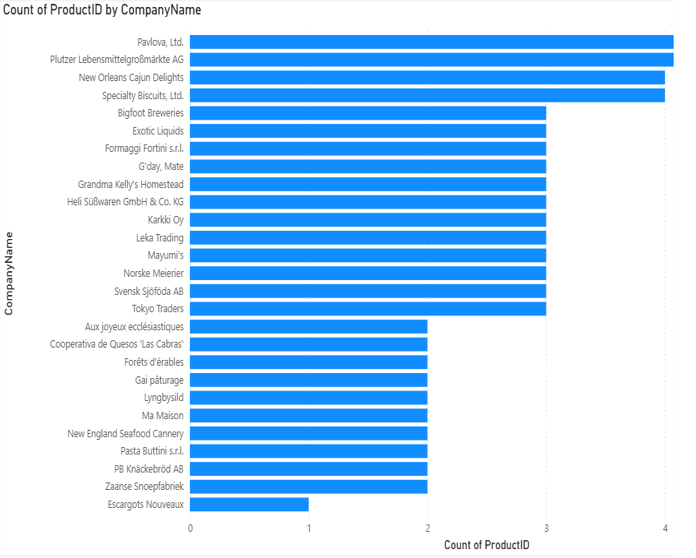 Count of ProductID by CompanyName
CompanyName
Pavlova, Ltd.
Plutzer Lebensmittelgroßmärkte AG
New Orleans Cajun Delights
Specialty Biscuits, Ltd.
Bigfoot Breweries
Exotic Liquids
Formaggi Fortini s.r.l.
G'day, Mate
Grandma Kelly's Homestead
Heli Süßwaren GmbH & Co. KG
Karkki Oy
Leka Trading
Mayumi's
Norske Meierier
Svensk Sjöföda AB
Tokyo Traders
Aux joyeux ecclésiastiques
Cooperativa de Quesos 'Las Cabras'
Forêts d'érables
Gai pâturage
Lyngbysild
Ma Maison
New England Seafood Cannery
Pasta Buttini s.r.l.
PB Knäckebröd AB
Zaanse Snoepfabriek
Escargots Nouveaux
0 1 2 3 4
Count of ProductID